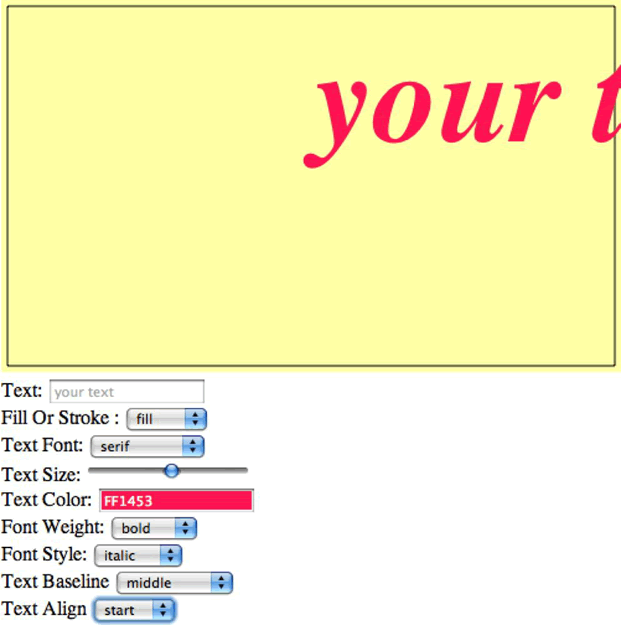 your t
Text: your text
Fill Or Stroke : fill
Text Font: serif
Text Size:
Text Color: FF1453
Font Weight: bold
Font Style: italic
Text Baseline middle
Text Align start